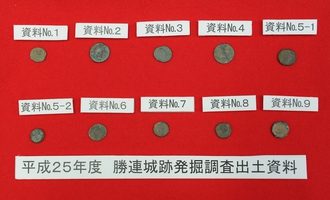 資料No.1 資料No.2 資料No.3 資料No.4 資料No.5-1
資料No.5-2 資料No.6 資料No.7 資料No.8 資料No.9
平成25年度 勝連城跡発掘調査出土資料